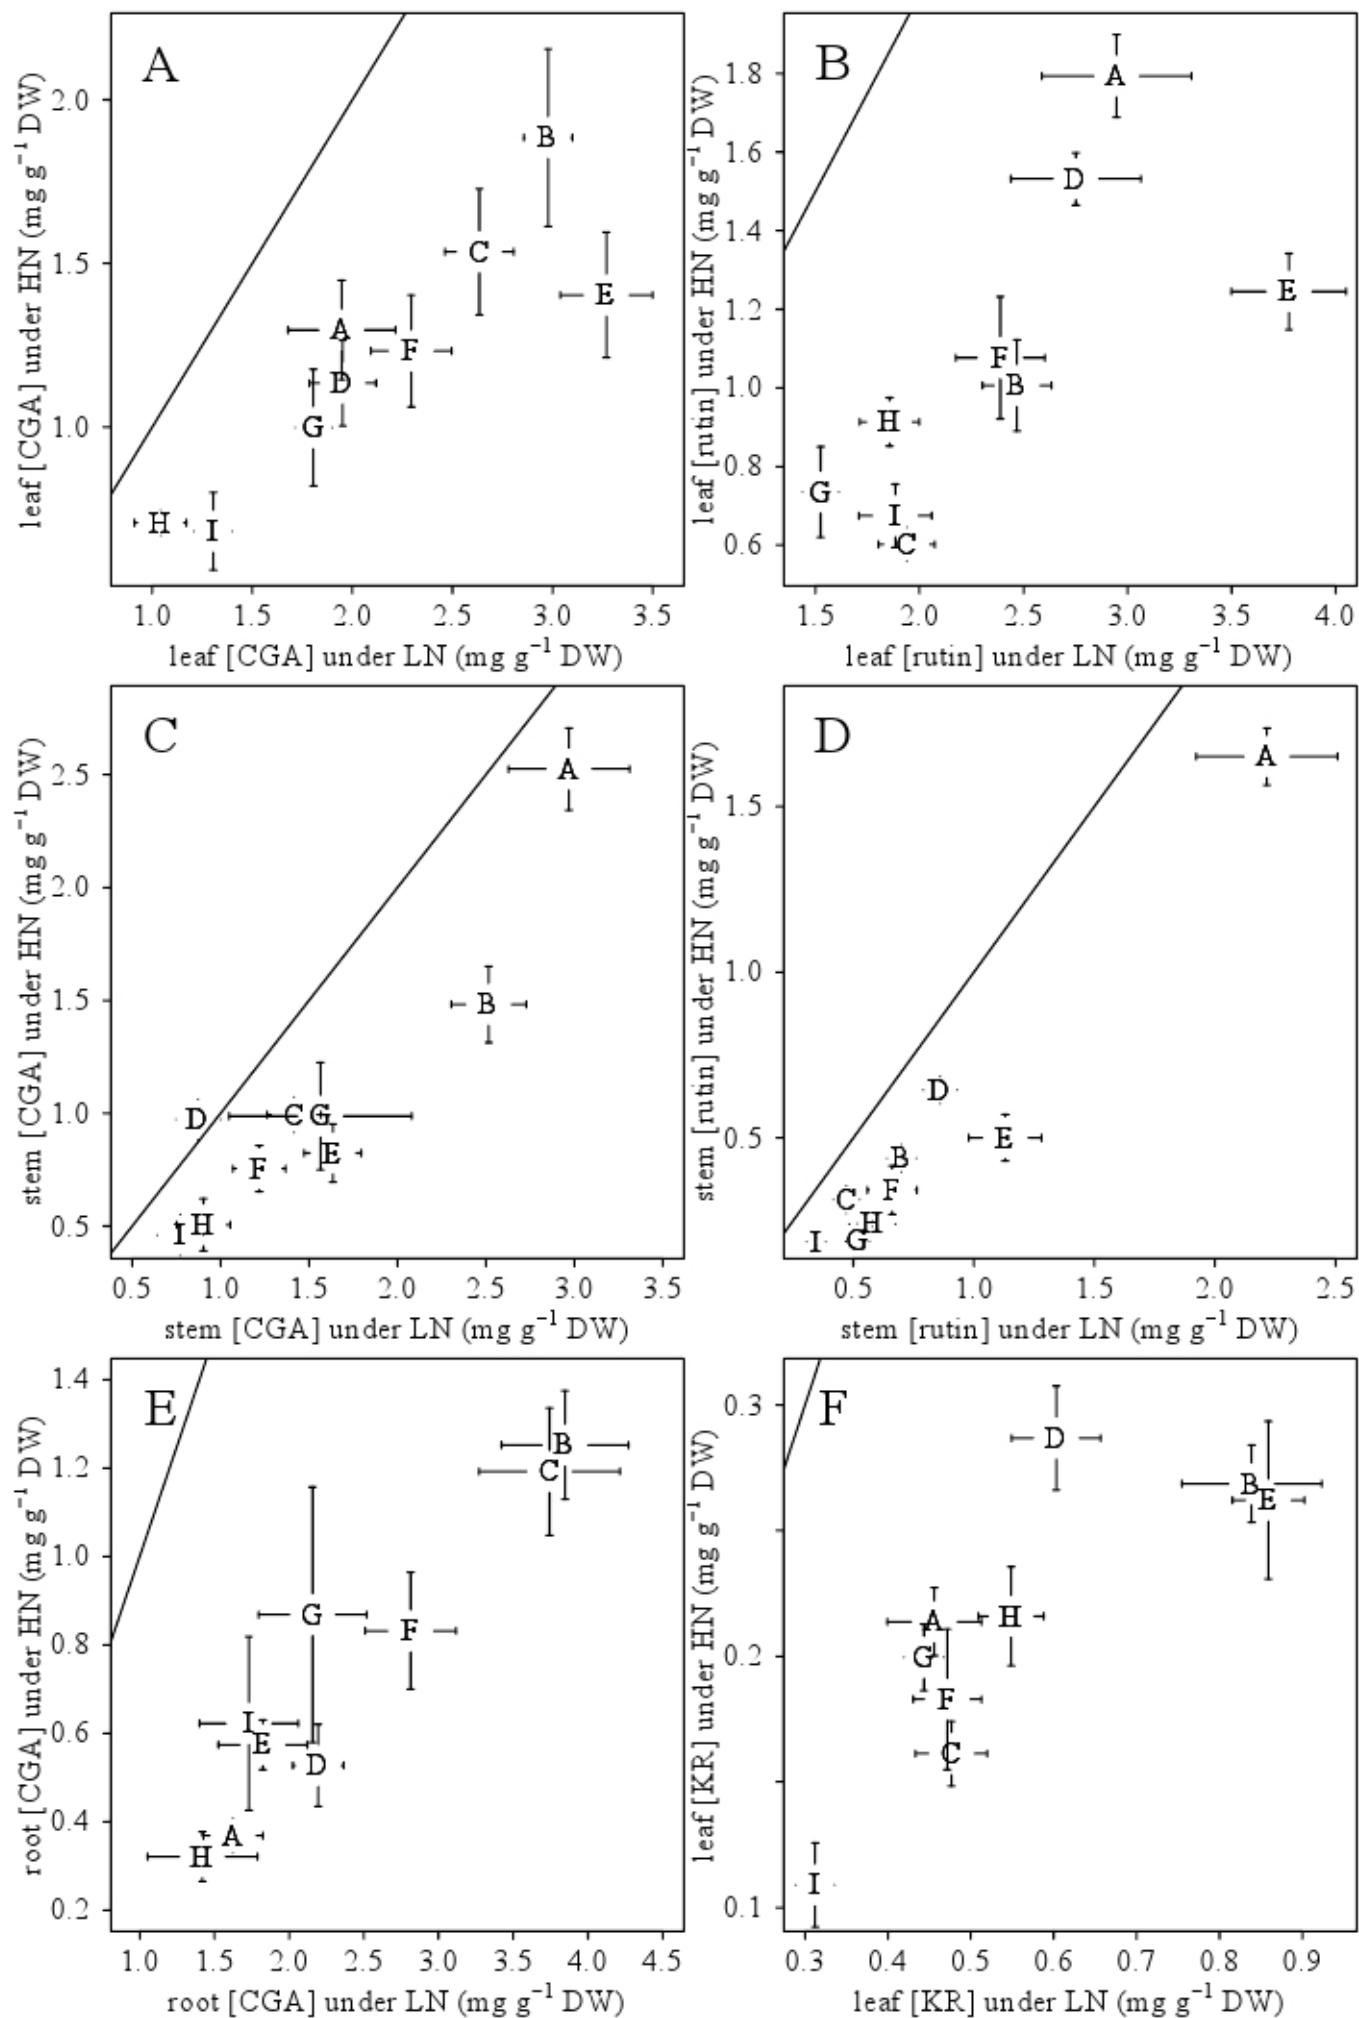 A
leaf [CGA] under HN (mg g⁻¹ DW)
2.0
1.5
1.0
B
C
E
A
F
D
G
H
I
1.0 1.5 2.0 2.5 3.0 3.5
leaf [CGA] under LN (mg g⁻¹ DW)
B
leaf [rutin] under HN (mg g⁻¹ DW)
1.8
1.6
1.4
1.2
1.0
0.8
0.6
A
D
E
F
B
H
G
I
C
1.5 2.0 2.5 3.0 3.5 4.0
leaf [rutin] under LN (mg g⁻¹ DW)
C
stem [CGA] under HN (mg g⁻¹ DW)
2.5
2.0
1.5
1.0
0.5
A
B
D C G
E
F
H
I
0.5 1.0 1.5 2.0 2.5 3.0 3.5
stem [CGA] under LN (mg g⁻¹ DW)
D
stem [rutin] under HN (mg g⁻¹ DW)
1.5
1.0
0.5
A
D
E
B
F
C
H
I G
0.5 1.0 1.5 2.0 2.5
stem [rutin] under LN (mg g⁻¹ DW)
E
root [CGA] under HN (mg g⁻¹ DW)
1.4
1.2
1.0
0.8
0.6
0.4
0.2
B
C
G
F
I
E
D
A
H
1.0 1.5 2.0 2.5 3.0 3.5 4.0 4.5
root [CGA] under LN (mg g⁻¹ DW)
F
leaf [KR] under HN (mg g⁻¹ DW)
0.3
0.2
0.1
D
B
E
A H
G
F
C
I
0.3 0.4 0.5 0.6 0.7 0.8 0.9
leaf [KR] under LN (mg g⁻¹ DW)